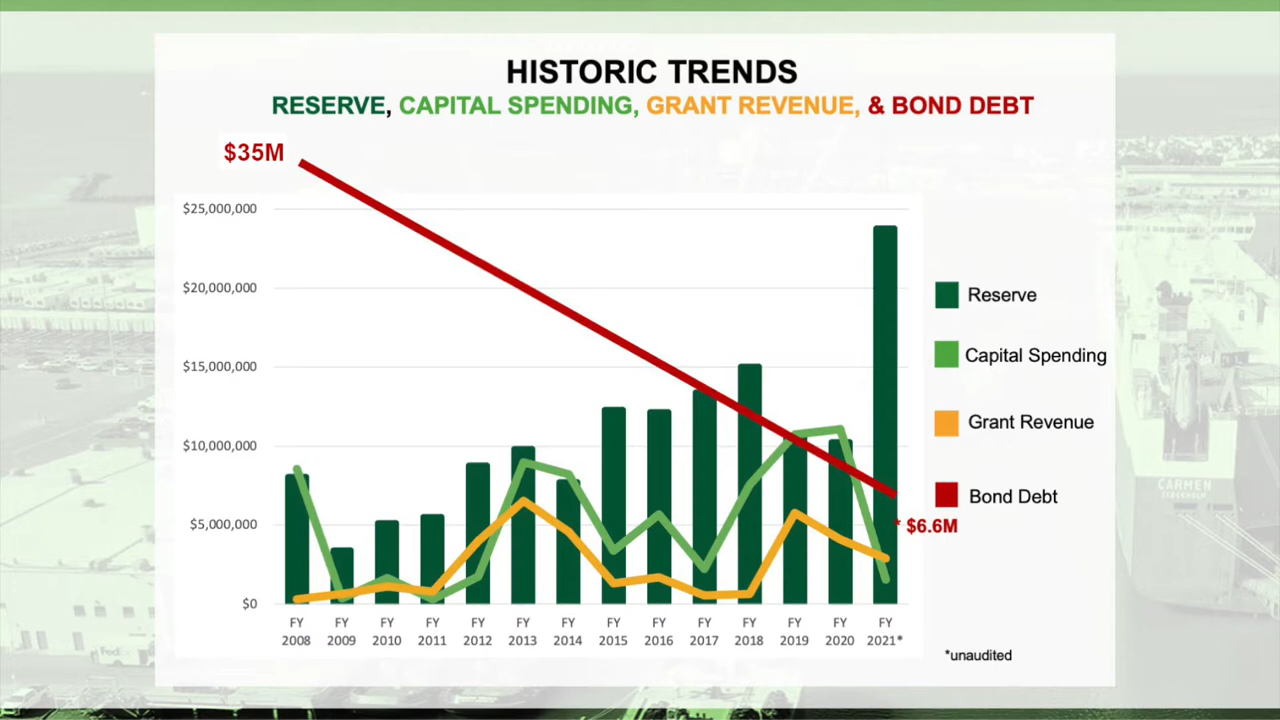 HISTORIC TRENDS
RESERVE, CAPITAL SPENDING, GRANT REVENUE, & BOND DEBT
$35M
$25,000,000
$20,000,000
$15,000,000
$10,000,000
$5,000,000
$0
FY 2008
FY 2009
FY 2010
FY 2011
FY 2012
FY 2013
FY 2014
FY 2015
FY 2016
FY 2017
FY 2018
FY 2019
FY 2020
FY 2021*
Reserve
Capital Spending
Grant Revenue
Bond Debt
* $6.6M
*unaudited
CARMEN
STOCKHOLM
FedEx